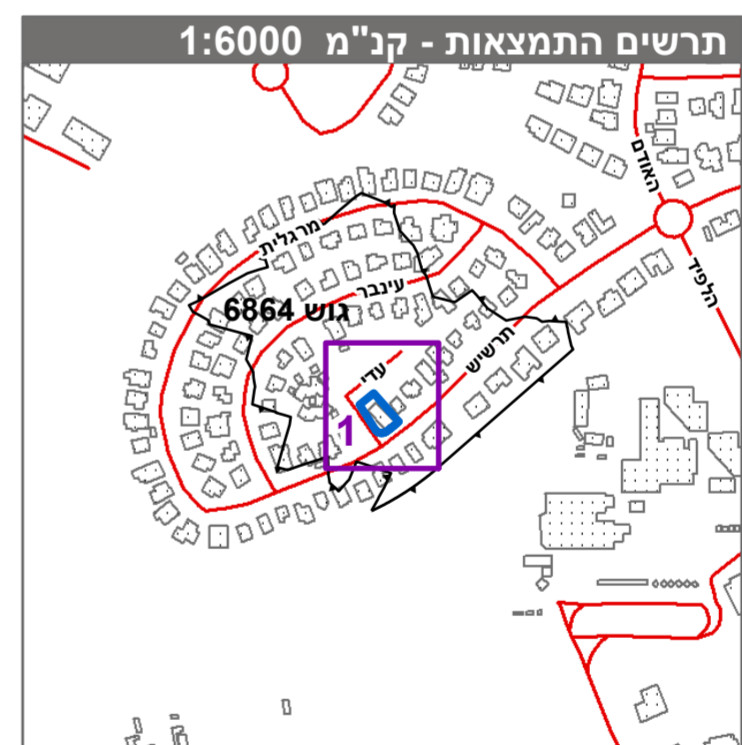 תרשים התמצאות - קנ"מ 1:6000
האודם
מרגלית
הלפיד
עינבר
גוש 6864
תרשיש
עדי
1